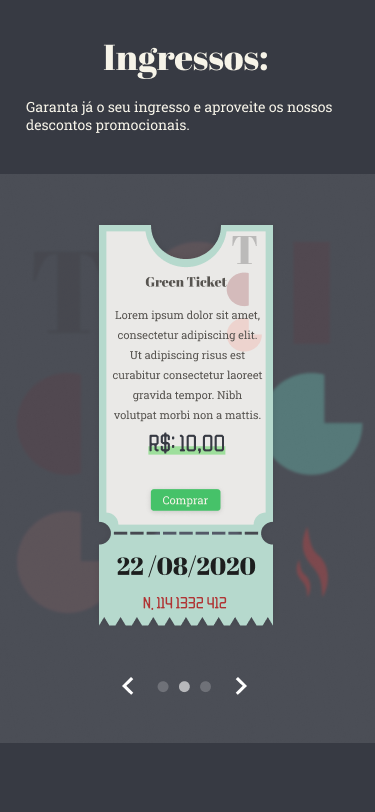 Ingressos:
Garanta já o seu ingresso e aproveite os nossos
descontos promocionais.
T
T
Green Ticket
Lorem ipsum dolor sit amet,
consectetur adipiscing elit.
Ut adipiscing risus est
curabitur consectetur laoreet
gravida tempor. Nibh
volutpat morbi non a mattis.
R$: 10,00
Comprar
22 /08/2020
N. 114 1332 412